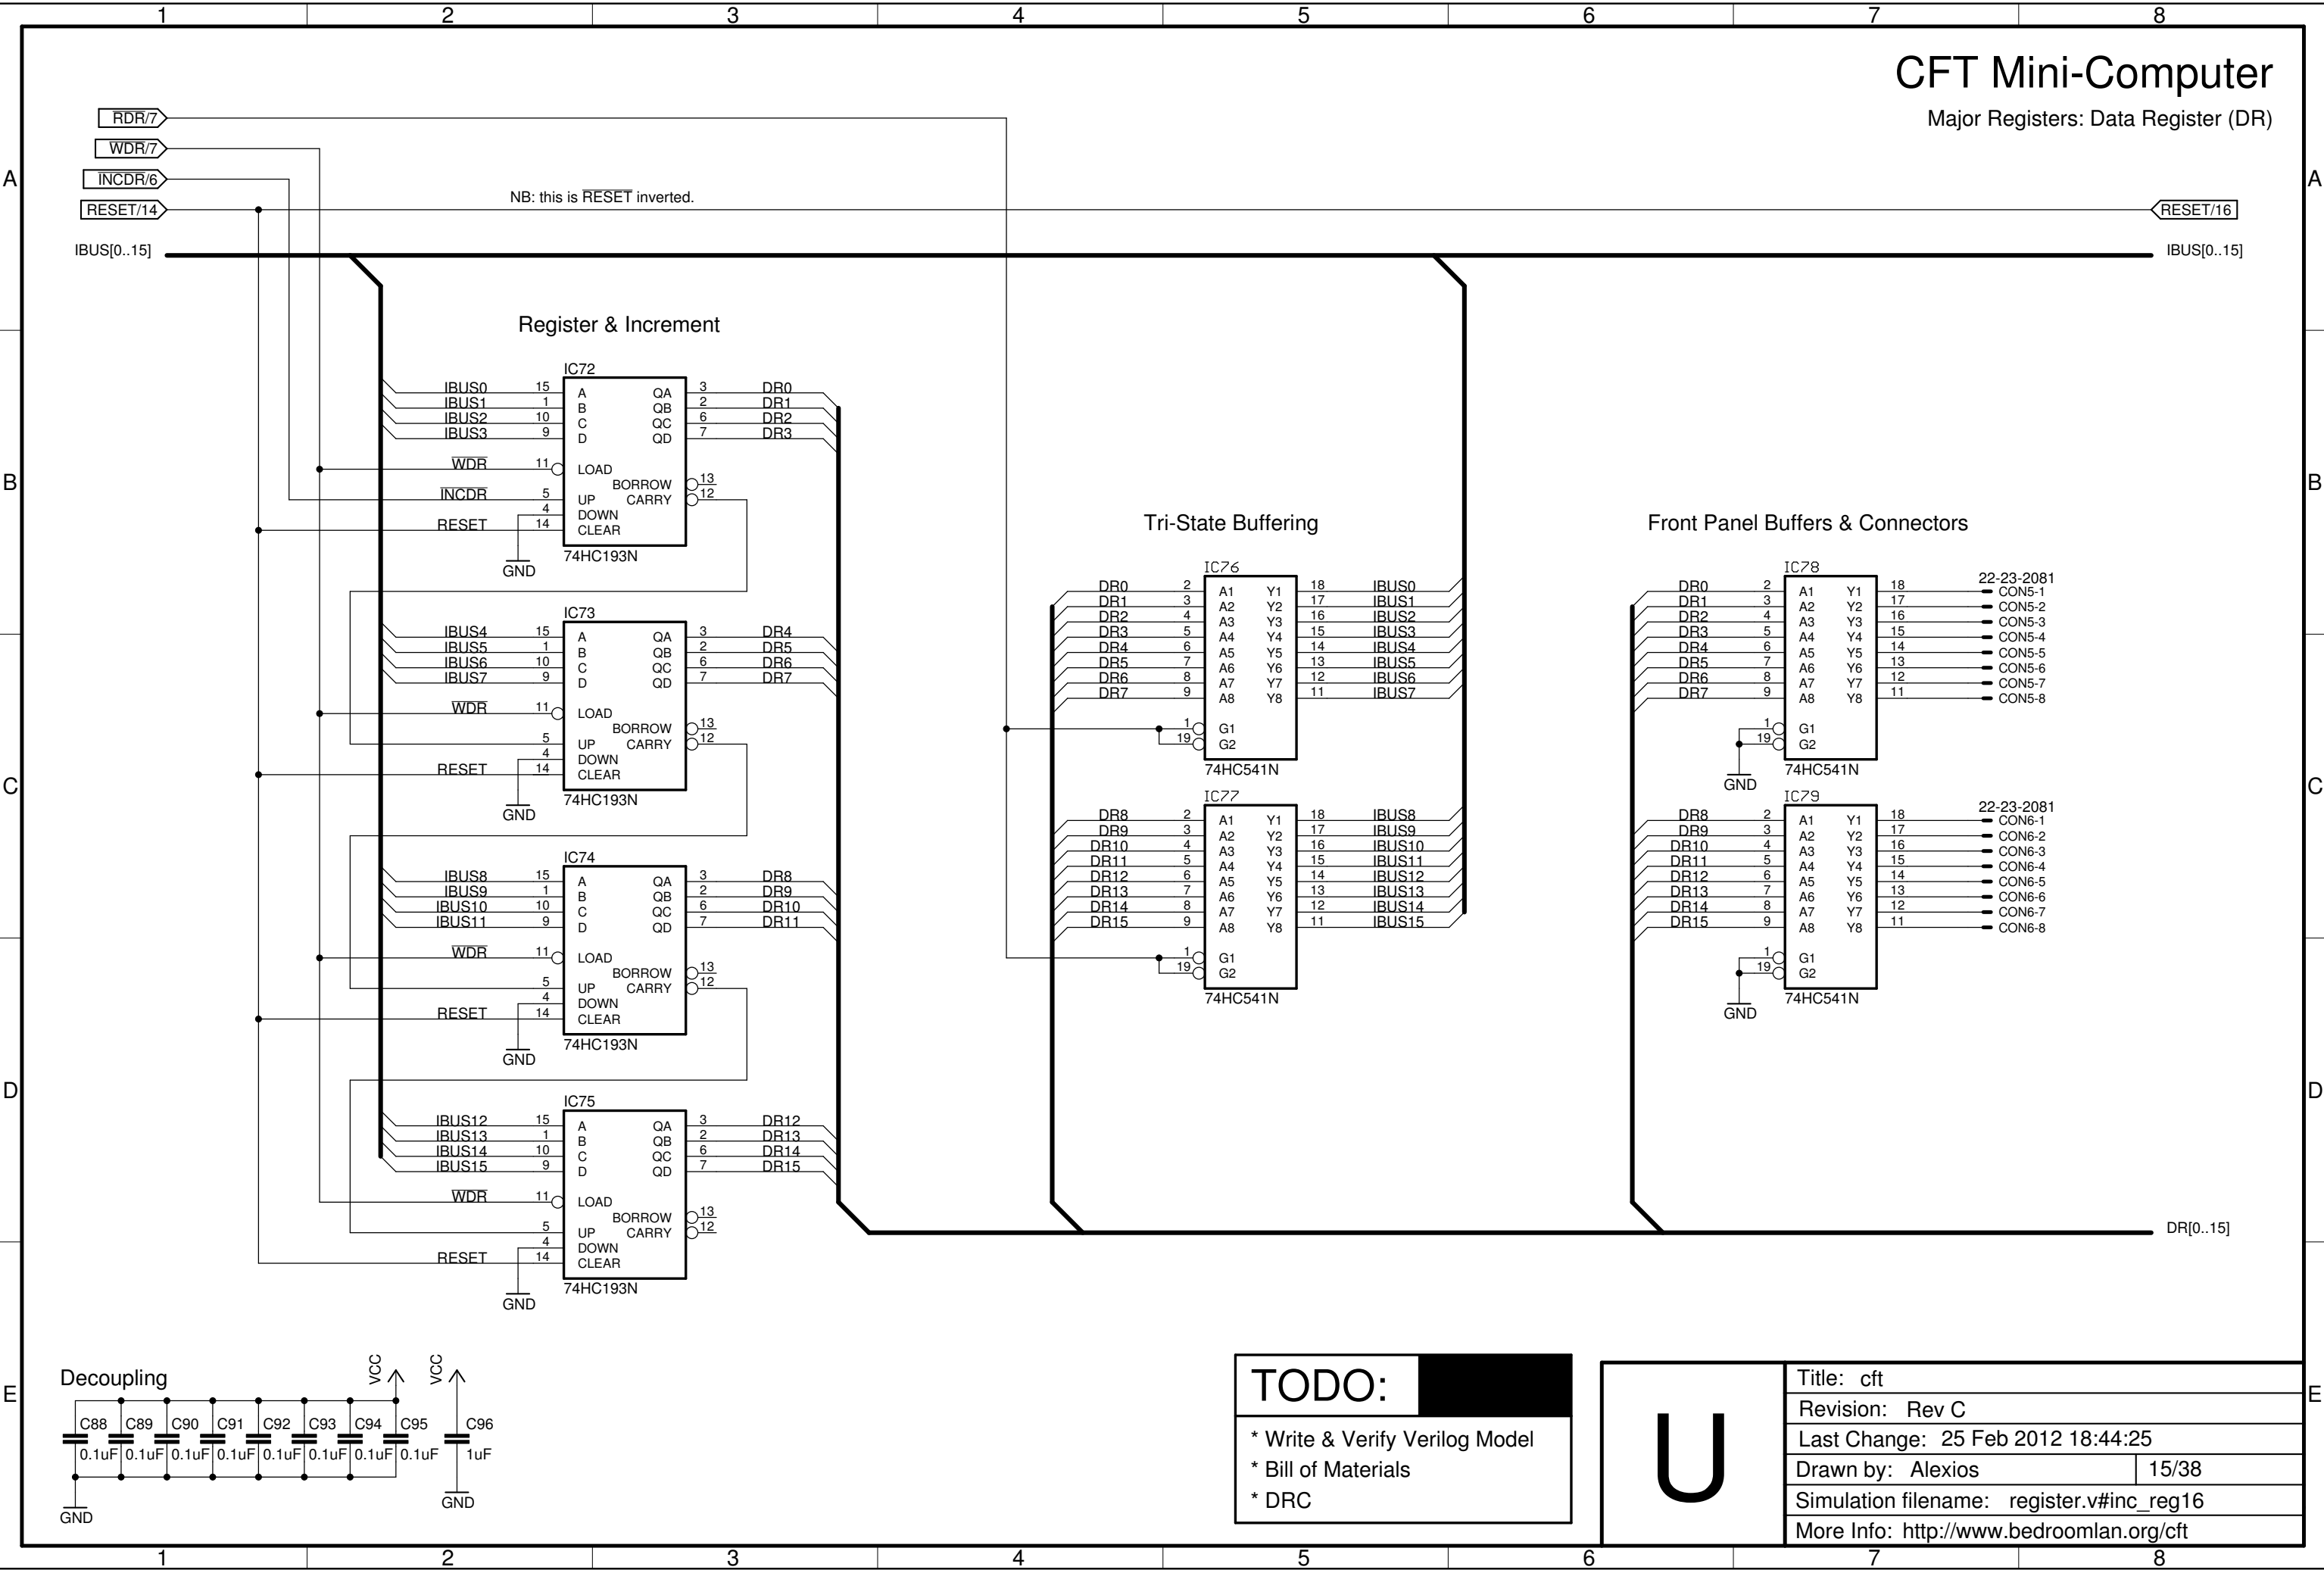 1 2 3 4 5 6 7 8
CFT Mini-Computer
Major Registers: Data Register (DR)
RDR/7
WDR/7
INCDR/6
RESET/14
NB: this is RESET inverted.
RESET/16
IBUS[0..15]
IBUS[0..15]
A
A
B
B
C
C
D
D
E
E
Register & Increment
IC72
IBUS0 15 A QA 3 DR0
IBUS1 1 B QB 2 DR1
IBUS2 10 C QC 6 DR2
IBUS3 9 D QD 7 DR3
WDR 11 LOAD
BORROW 13
INCDR 5 UP CARRY 12
4 DOWN
RESET 14 CLEAR
74HC193N
GND
IC73
IBUS4 15 A QA 3 DR4
IBUS5 1 B QB 2 DR5
IBUS6 10 C QC 6 DR6
IBUS7 9 D QD 7 DR7
WDR 11 LOAD
BORROW 13
5 UP CARRY 12
4 DOWN
RESET 14 CLEAR
74HC193N
GND
IC74
IBUS8 15 A QA 3 DR8
IBUS9 1 B QB 2 DR9
IBUS10 10 C QC 6 DR10
IBUS11 9 D QD 7 DR11
WDR 11 LOAD
BORROW 13
5 UP CARRY 12
4 DOWN
RESET 14 CLEAR
74HC193N
GND
IC75
IBUS12 15 A QA 3 DR12
IBUS13 1 B QB 2 DR13
IBUS14 10 C QC 6 DR14
IBUS15 9 D QD 7 DR15
WDR 11 LOAD
BORROW 13
5 UP CARRY 12
4 DOWN
RESET 14 CLEAR
74HC193N
GND
Tri-State Buffering
IC76
DR0 2 A1 Y1 18 IBUS0
DR1 3 A2 Y2 17 IBUS1
DR2 4 A3 Y3 16 IBUS2
DR3 5 A4 Y4 15 IBUS3
DR4 6 A5 Y5 14 IBUS4
DR5 7 A6 Y6 13 IBUS5
DR6 8 A7 Y7 12 IBUS6
DR7 9 A8 Y8 11 IBUS7
1 G1
19 G2
74HC541N
IC77
DR8 2 A1 Y1 18 IBUS8
DR9 3 A2 Y2 17 IBUS9
DR10 4 A3 Y3 16 IBUS10
DR11 5 A4 Y4 15 IBUS11
DR12 6 A5 Y5 14 IBUS12
DR13 7 A6 Y6 13 IBUS13
DR14 8 A7 Y7 12 IBUS14
DR15 9 A8 Y8 11 IBUS15
1 G1
19 G2
74HC541N
Front Panel Buffers & Connectors
IC78
22-23-2081
DR0 2 A1 Y1 18 CON5-1
DR1 3 A2 Y2 17 CON5-2
DR2 4 A3 Y3 16 CON5-3
DR3 5 A4 Y4 15 CON5-4
DR4 6 A5 Y5 14 CON5-5
DR5 7 A6 Y6 13 CON5-6
DR6 8 A7 Y7 12 CON5-7
DR7 9 A8 Y8 11 CON5-8
1 G1
19 G2
74HC541N
GND
IC79
22-23-2081
DR8 2 A1 Y1 18 CON6-1
DR9 3 A2 Y2 17 CON6-2
DR10 4 A3 Y3 16 CON6-3
DR11 5 A4 Y4 15 CON6-4
DR12 6 A5 Y5 14 CON6-5
DR13 7 A6 Y6 13 CON6-6
DR14 8 A7 Y7 12 CON6-7
DR15 9 A8 Y8 11 CON6-8
1 G1
19 G2
74HC541N
GND
DR[0..15]
Decoupling
VCC VCC
C88 C89 C90 C91 C92 C93 C94 C95 C96
0.1uF 0.1uF 0.1uF 0.1uF 0.1uF 0.1uF 0.1uF 0.1uF 1uF
GND
GND
TODO:
* Write & Verify Verilog Model
* Bill of Materials
* DRC
U
Title: cft
Revision: Rev C
Last Change: 25 Feb 2012 18:44:25
Drawn by: Alexios 15/38
Simulation filename: register.v#inc_reg16
More Info: http://www.bedroomlan.org/cft
1 2 3 4 5 6 7 8